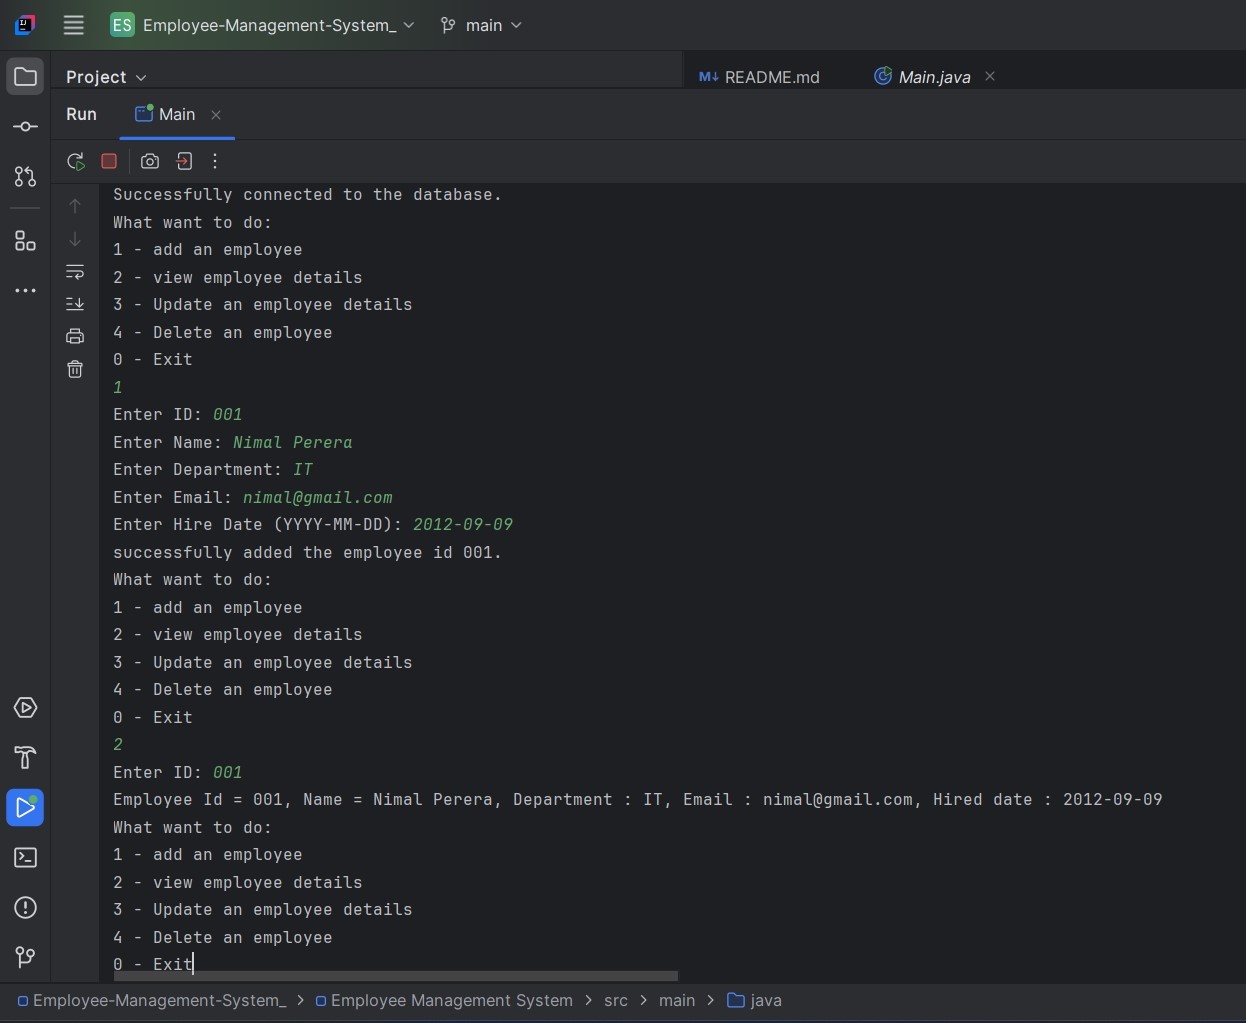 ES Employee-Management-System_ main
Project
M↓ README.md Main.java
Run Main
Successfully connected to the database.
What want to do:
1 - add an employee
2 - view employee details
3 - Update an employee details
4 - Delete an employee
0 - Exit
1
Enter ID: 001
Enter Name: Nimal Perera
Enter Department: IT
Enter Email: nimal@gmail.com
Enter Hire Date (YYYY-MM-DD): 2012-09-09
successfully added the employee id 001.
What want to do:
1 - add an employee
2 - view employee details
3 - Update an employee details
4 - Delete an employee
0 - Exit
2
Enter ID: 001
Employee Id = 001, Name = Nimal Perera, Department : IT, Email : nimal@gmail.com, Hired date : 2012-09-09
What want to do:
1 - add an employee
2 - view employee details
3 - Update an employee details
4 - Delete an employee
0 - Exit
Employee-Management-System_ > Employee Management System > src > main > java